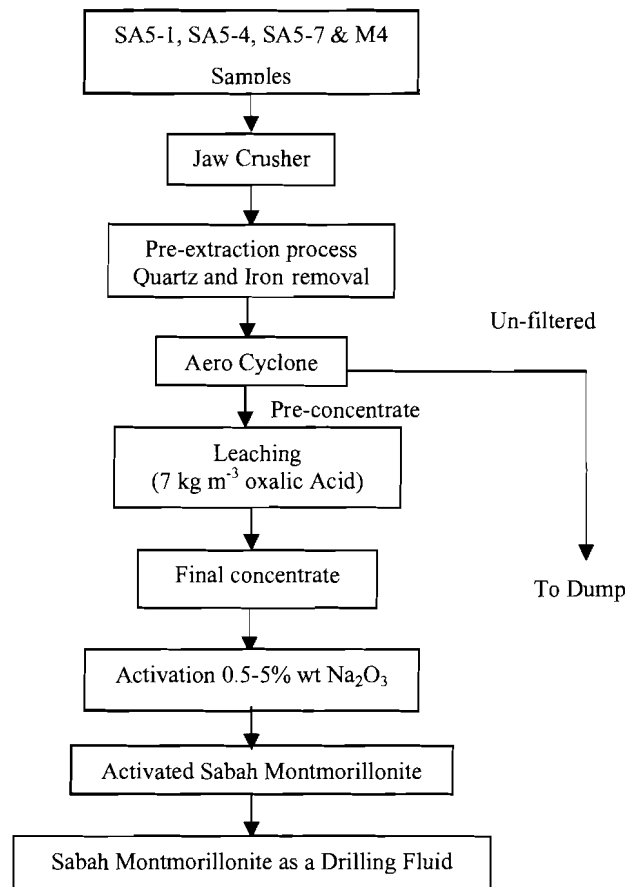 SA5-1, SA5-4, SA5-7 & M4
Samples
Jaw Crusher
Pre-extraction process
Quartz and Iron removal
Un-filtered
Aero Cyclone
Pre-concentrate
Leaching
(7 kg m⁻³ oxalic Acid)
Final concentrate
To Dump
Activation 0.5-5% wt Na₂O₃
Activated Sabah Montmorillonite
Sabah Montmorillonite as a Drilling Fluid